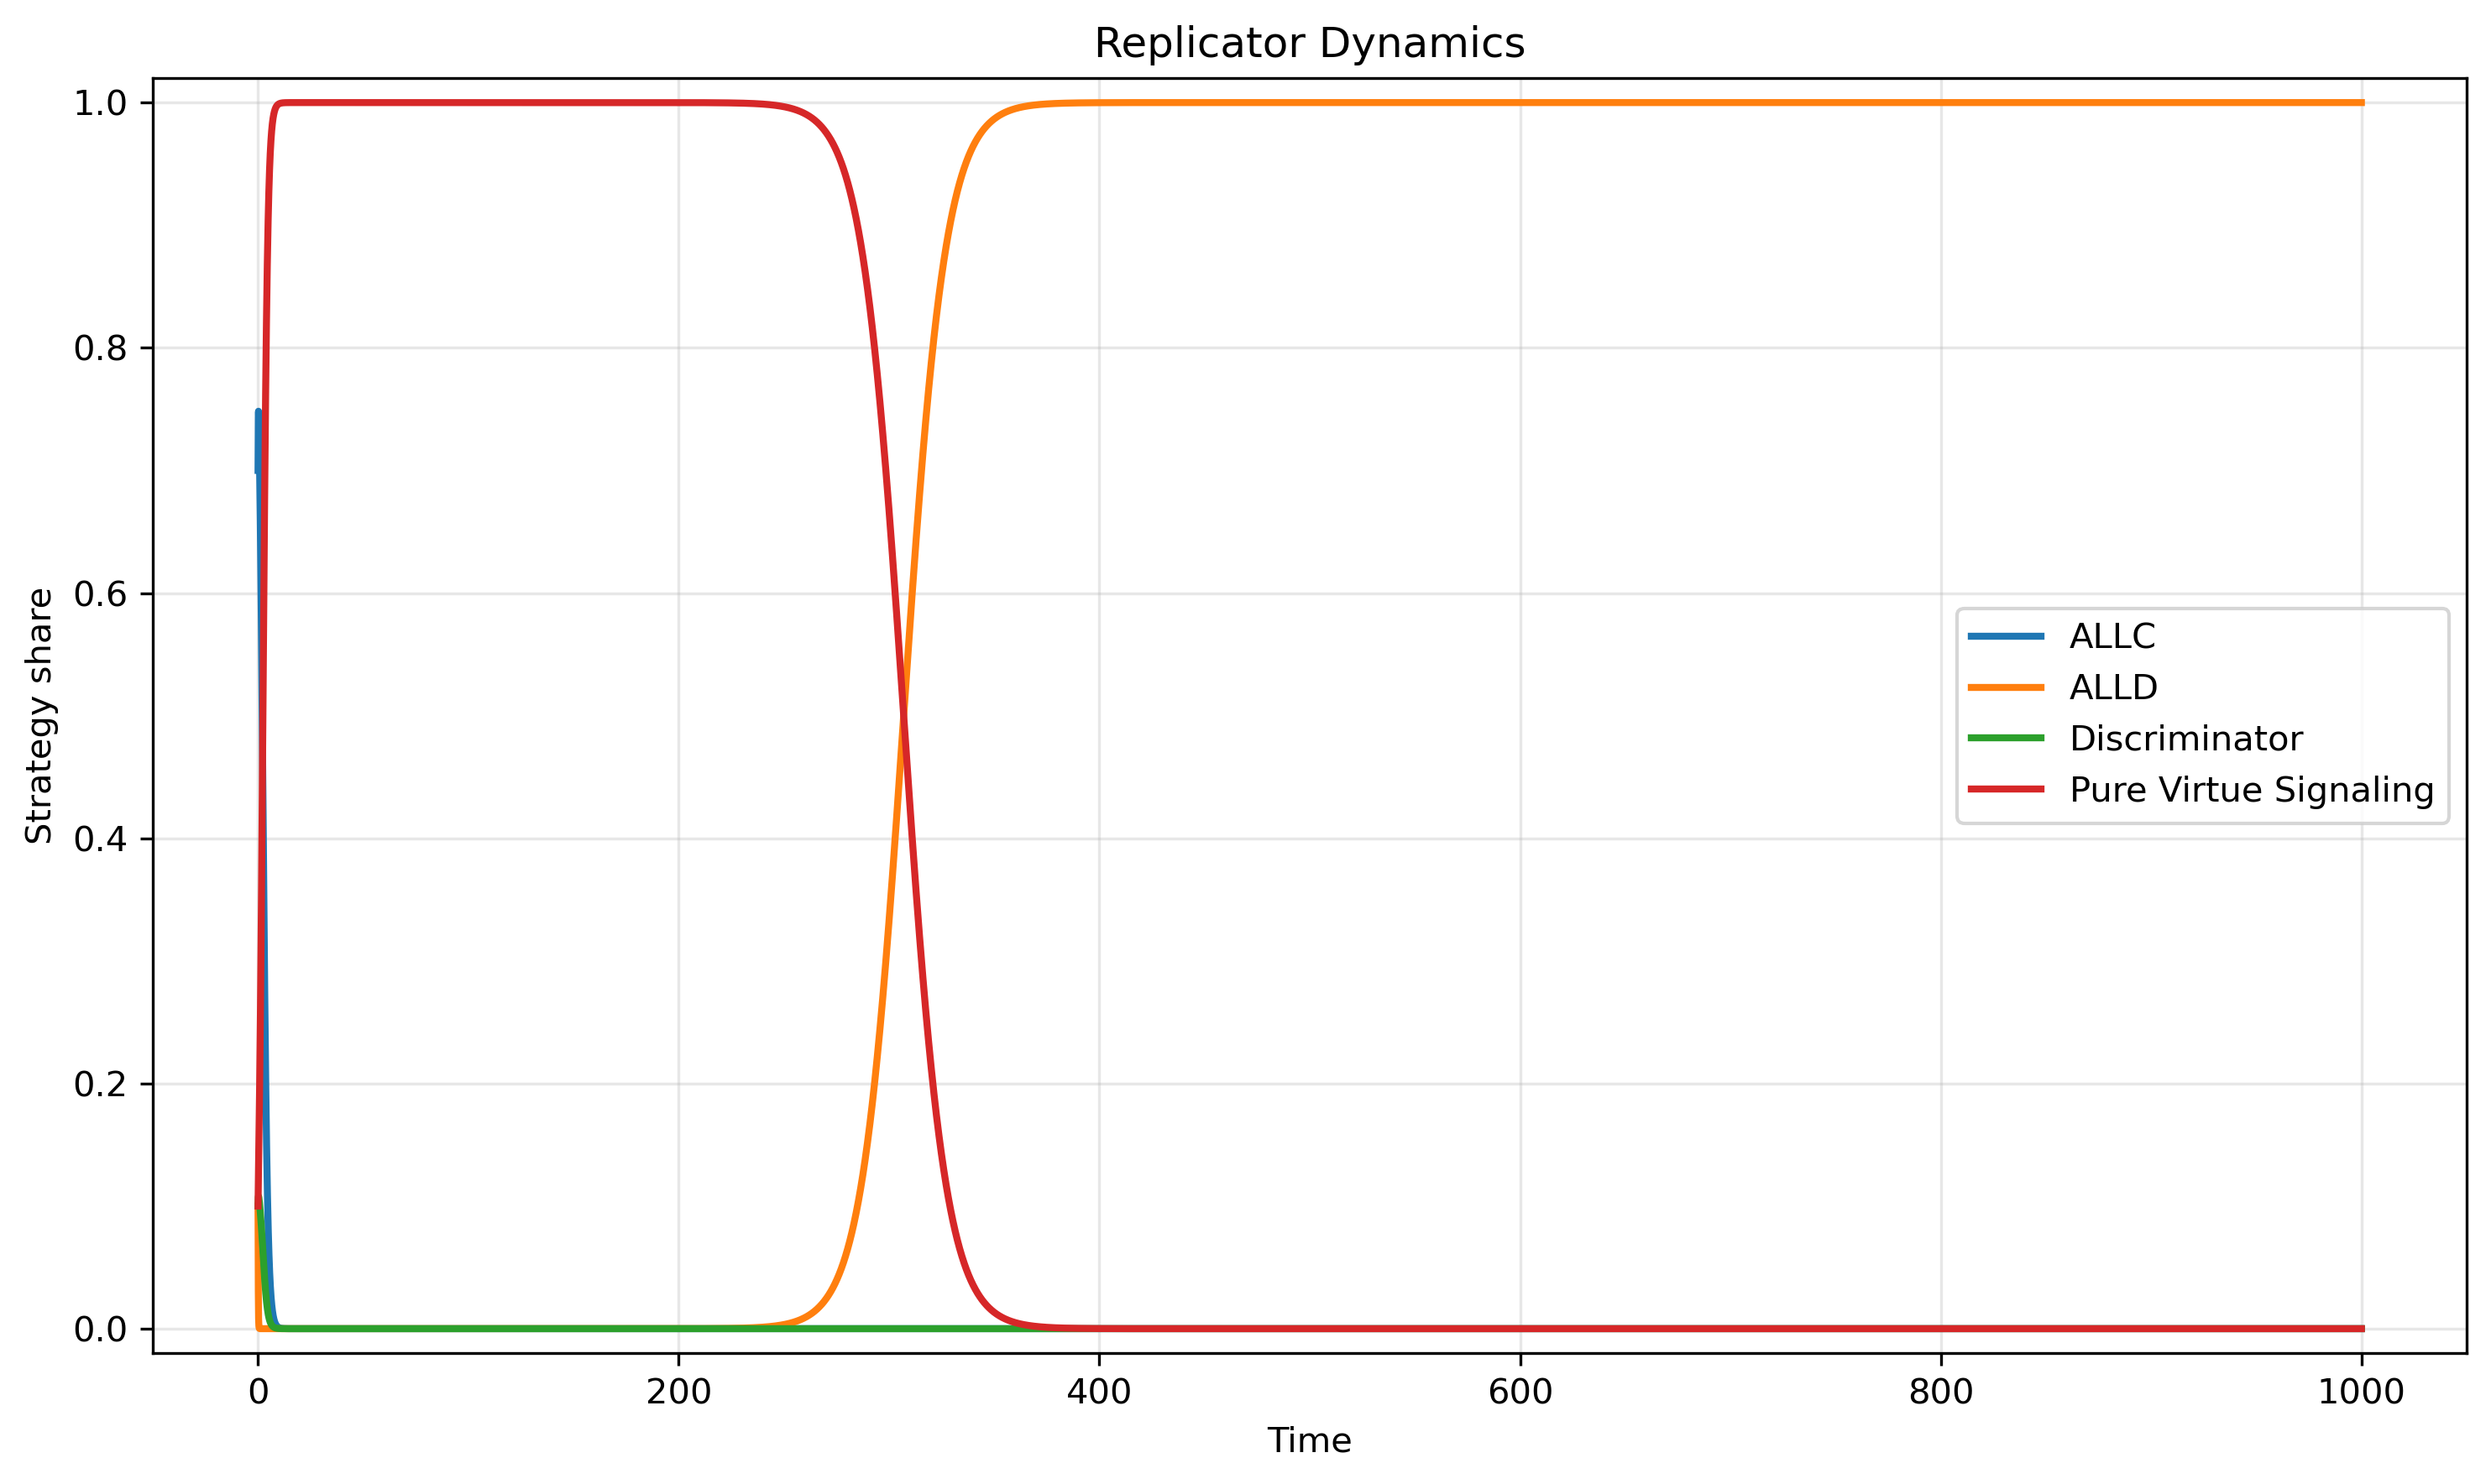 Replicator Dynamics
1.0
0.8
0.6
0.4
0.2
0.0
Strategy share
ALLC
ALLD
Discriminator
Pure Virtue Signaling
0 200 400 600 800 1000
Time